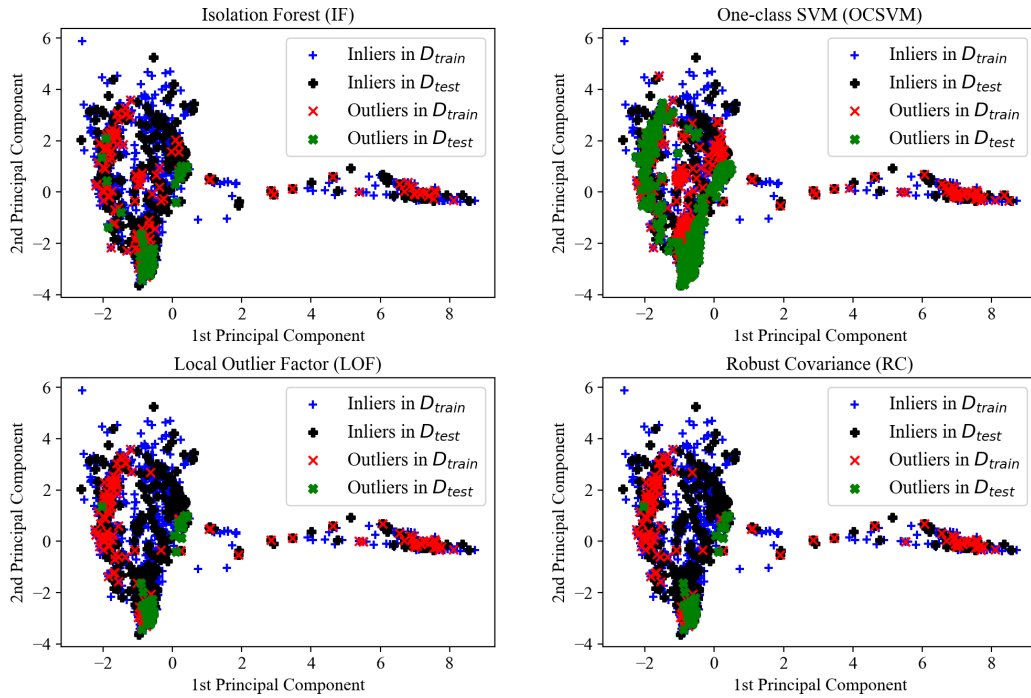 Isolation Forest (IF)
6
4
2
0
−2
−4
2nd Principal Component
Inliers in D_train
Inliers in D_test
Outliers in D_train
Outliers in D_test
−2 0 2 4 6 8
1st Principal Component
One-class SVM (OCSVM)
6
4
2
0
−2
−4
2nd Principal Component
Inliers in D_train
Inliers in D_test
Outliers in D_train
Outliers in D_test
−2 0 2 4 6 8
1st Principal Component
Local Outlier Factor (LOF)
6
4
2
0
−2
−4
2nd Principal Component
Inliers in D_train
Inliers in D_test
Outliers in D_train
Outliers in D_test
−2 0 2 4 6 8
1st Principal Component
Robust Covariance (RC)
6
4
2
0
−2
−4
2nd Principal Component
Inliers in D_train
Inliers in D_test
Outliers in D_train
Outliers in D_test
−2 0 2 4 6 8
1st Principal Component